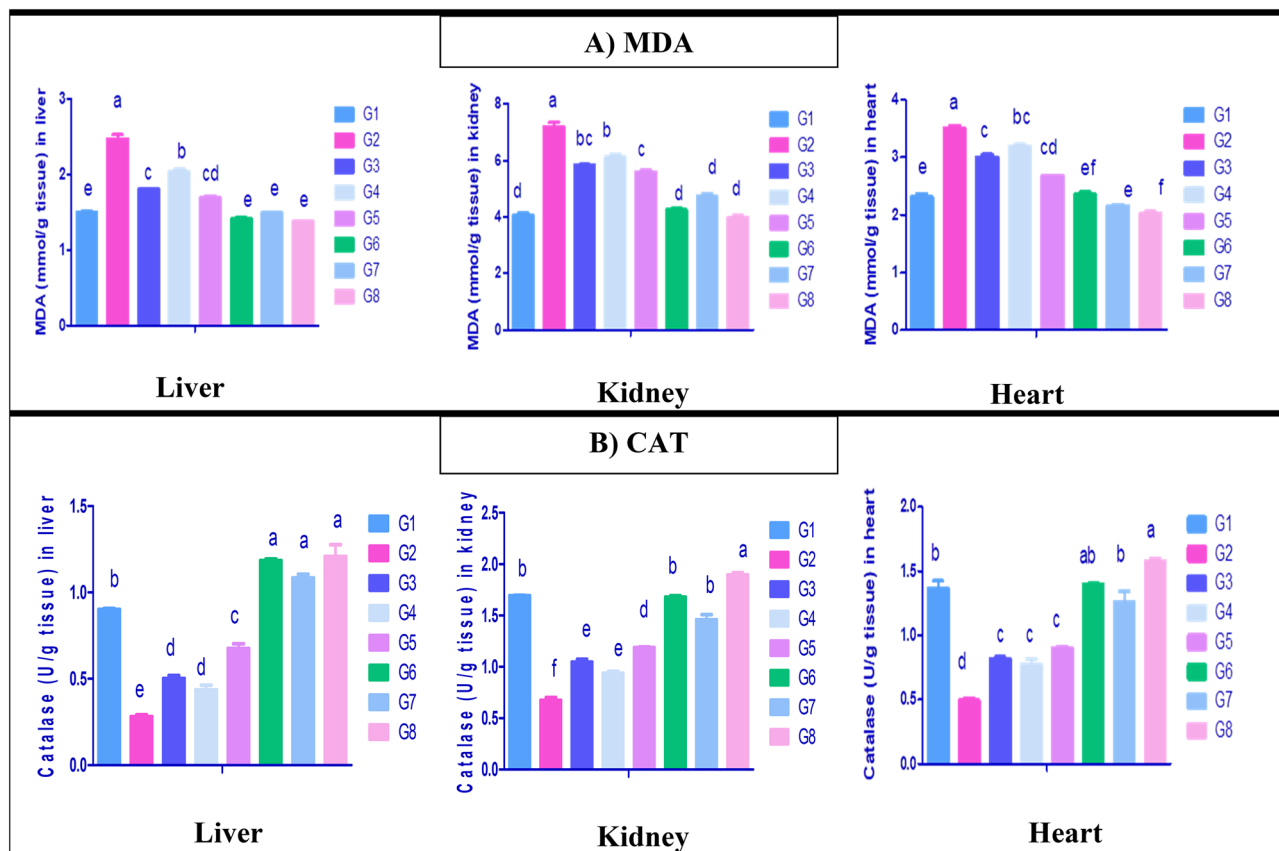 A) MDA
MDA (mmol/g tissue) in liver
3
2
1
0
e
a
c
b
cd
e
e
e
G1
G2
G3
G4
G5
G6
G7
G8
Liver
MDA (mmol/g tissue) in kidney
8
6
4
2
0
d
a
bc
b
c
d
d
d
G1
G2
G3
G4
G5
G6
G7
G8
Kidney
MDA (mmol/g tissue) in heart
4
3
2
1
0
e
a
c
bc
cd
ef
e
f
G1
G2
G3
G4
G5
G6
G7
G8
Heart
B) CAT
Catalase (U/g tissue) in liver
1.5
1.0
0.5
0.0
b
e
d
d
c
a
a
a
G1
G2
G3
G4
G5
G6
G7
G8
Liver
Catalase (U/g tissue) in kidney
2.5
2.0
1.5
1.0
0.5
0.0
b
f
e
e
d
b
b
a
G1
G2
G3
G4
G5
G6
G7
G8
Kidney
Catalase (U/g tissue) in heart
2.0
1.5
1.0
0.5
0.0
b
d
c
c
c
ab
b
a
G1
G2
G3
G4
G5
G6
G7
G8
Heart